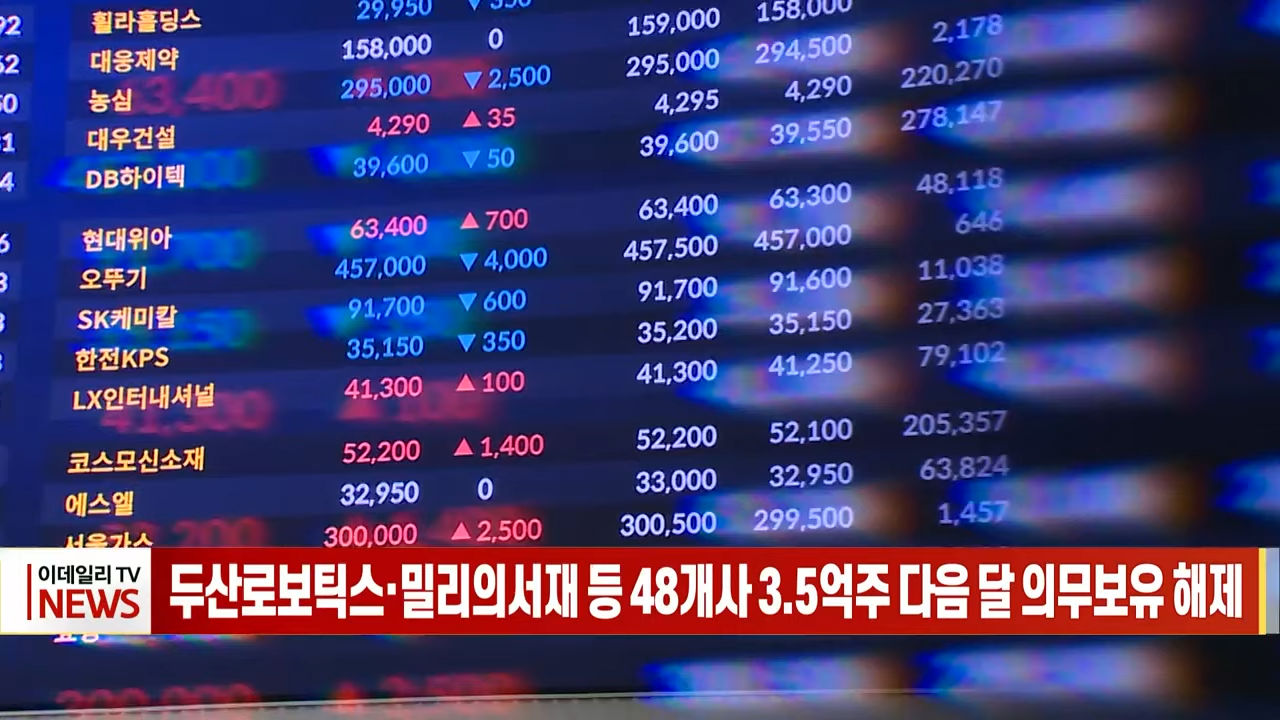 휠라홀딩스 29,950 ▼ 350
대웅제약 158,000 0 159,000 158,000
농심 295,000 ▼ 2,500 295,000 294,500 2,178
대우건설 4,290 ▲ 35 4,295 4,290 220,270
DB하이텍 39,600 ▼ 50 39,600 39,550 278,147
현대위아 63,400 ▲ 700 63,400 63,300 48,118
오뚜기 457,000 ▼ 4,000 457,500 457,000 646
SK케미칼 91,700 ▼ 600 91,700 91,600 11,038
한전KPS 35,150 ▼ 350 35,200 35,150 27,363
LX인터내셔널 41,300 ▲ 100 41,300 41,250 79,102
코스모신소재 52,200 ▲ 1,400 52,200 52,100 205,357
에스엘 32,950 0 33,000 32,950 63,824
서울가스 300,000 ▲ 2,500 300,500 299,500 1,457
이데일리 TV
NEWS
두산로보틱스·밀리의서재 등 48개사 3.5억주 다음 달 의무보유 해제